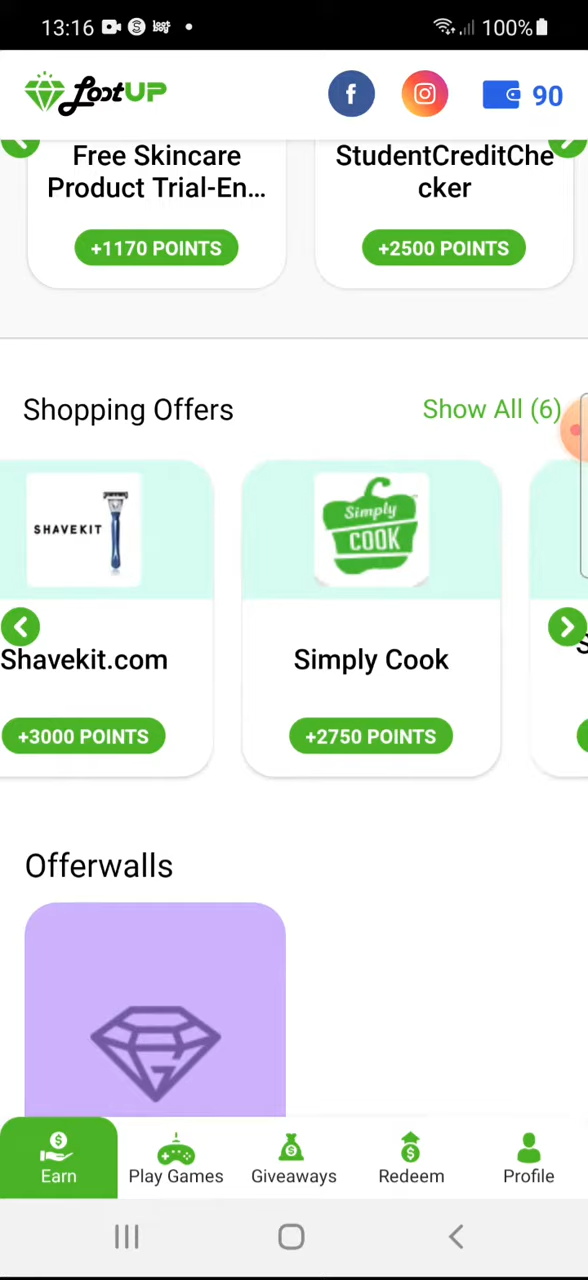 13:16
100%
LootUP
90
Free Skincare
Product Trial-En...
+1170 POINTS
StudentCreditChe
cker
+2500 POINTS
Shopping Offers
Show All (6)
SHAVEKIT
Shavekit.com
+3000 POINTS
Simply
COOK
Simply Cook
+2750 POINTS
S
Offerwalls
Earn
Play Games
Giveaways
Redeem
Profile